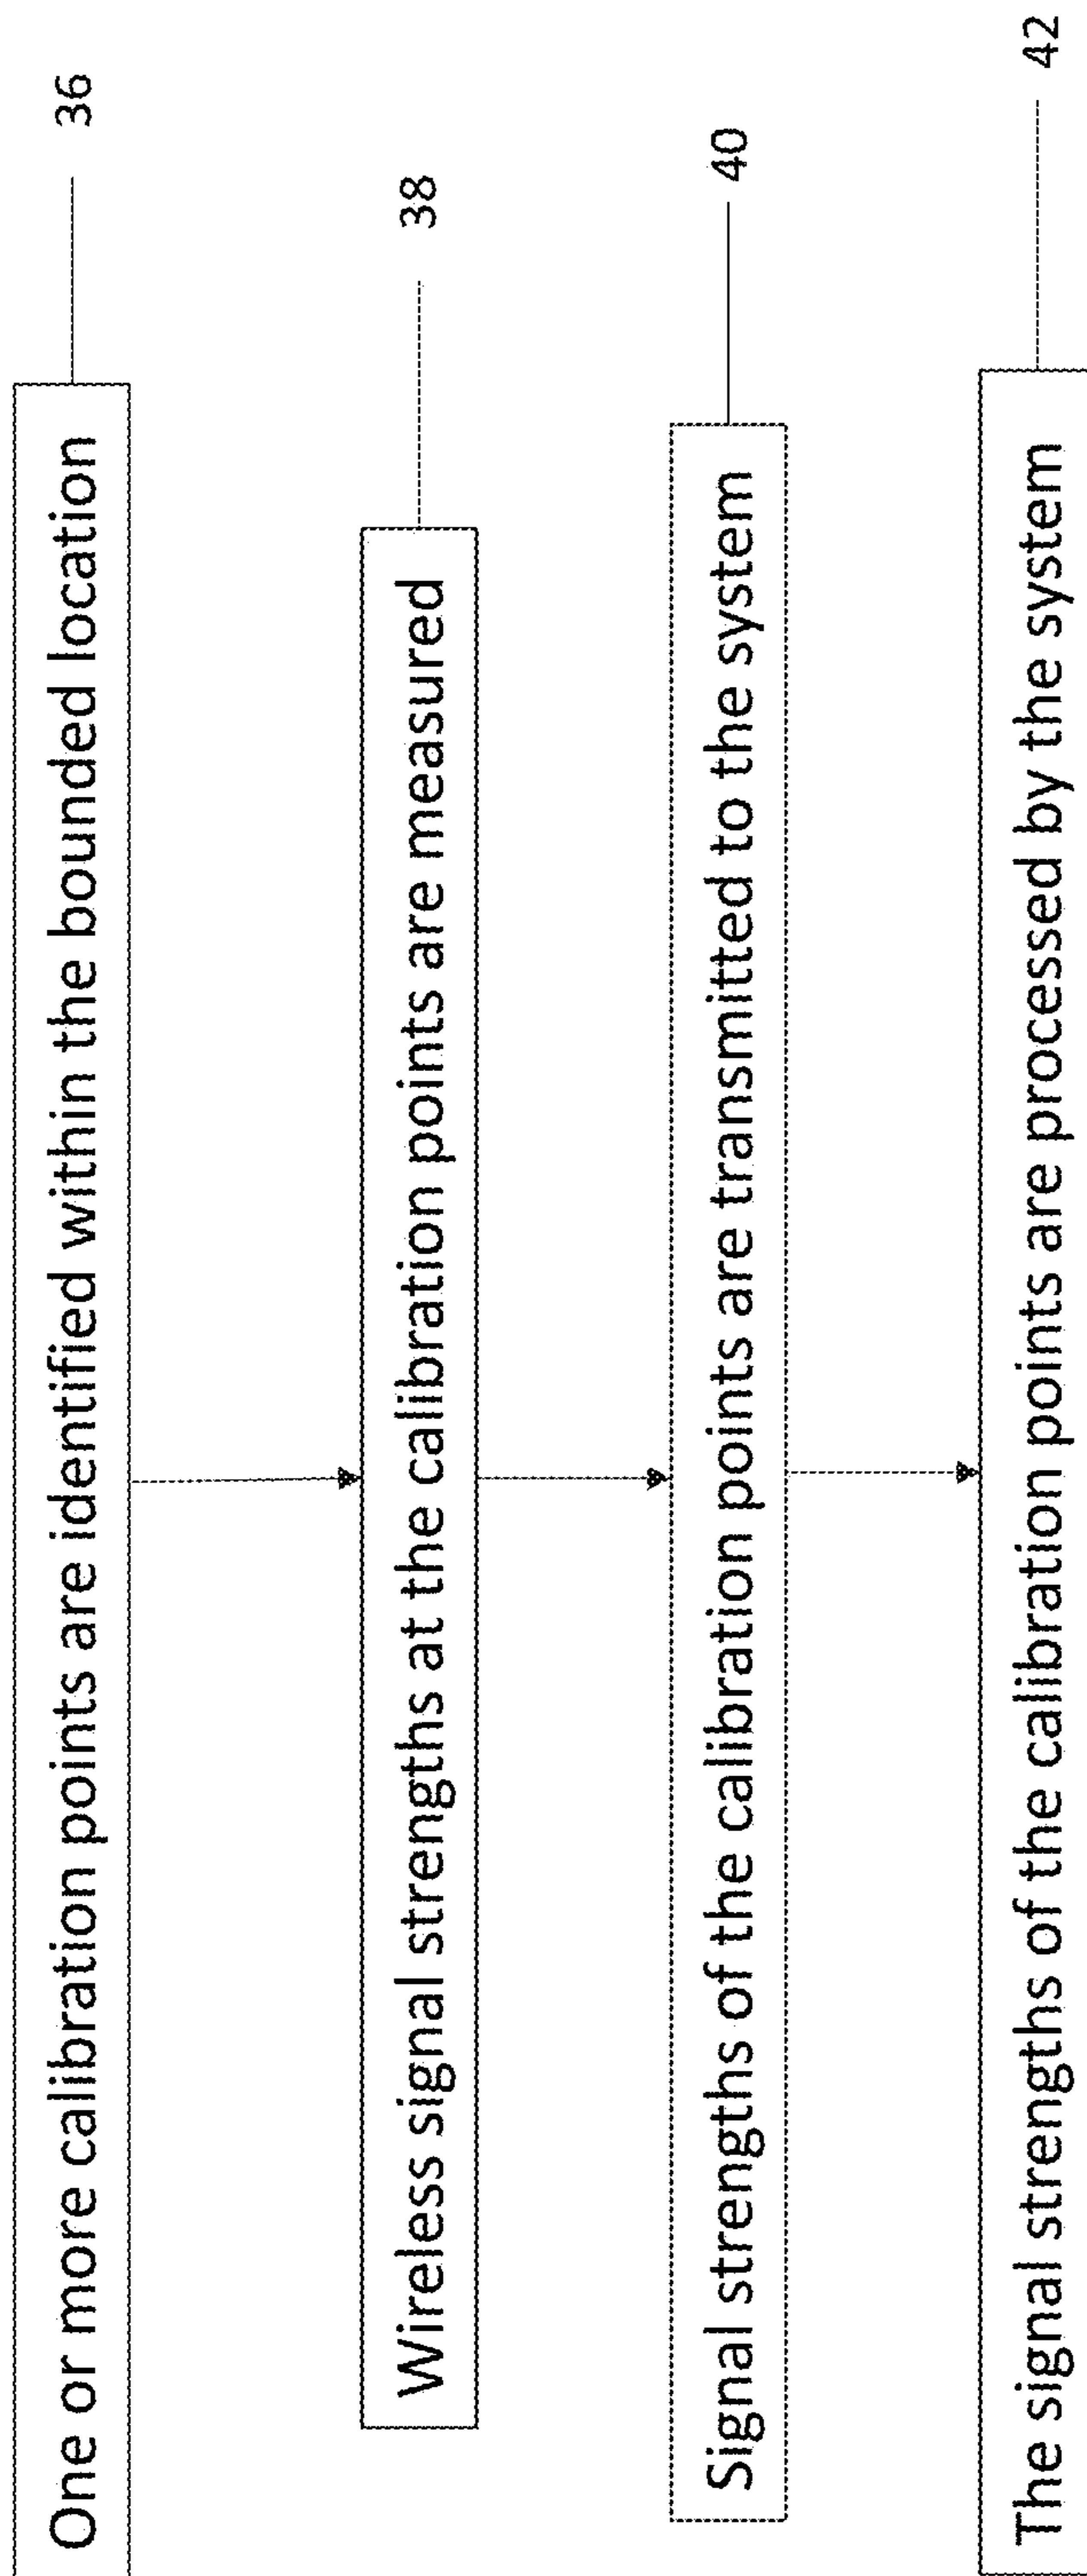 One or more calibration points are identified within the bounded location
36
Wireless signal strengths at the calibration points are measured
38
Signal strengths of the calibration points are transmitted to the system
40
The signal strengths of the calibration points are processed by the system
42